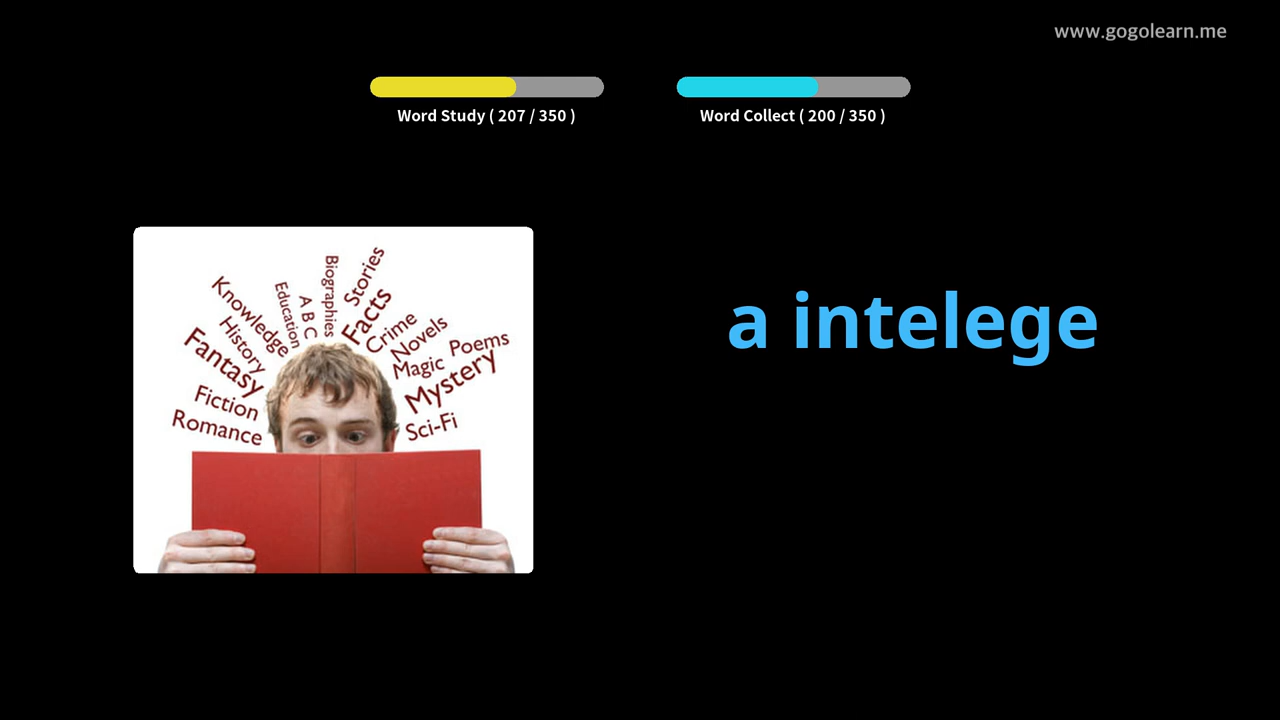 www.gogolearn.me
Word Study ( 207 / 350 )
Word Collect ( 200 / 350 )
a intelege
Knowledge
History
Fantasy
Fiction
Romance
Education
A B C
Biographies
Stories
Facts
Crime
Novels
Magic
Poems
Mystery
Sci-Fi